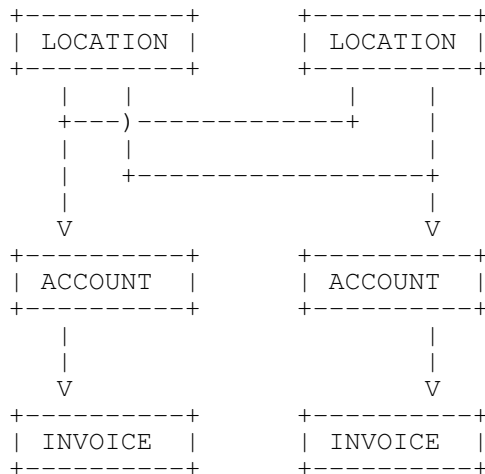 LOCATION LOCATION
V V
ACCOUNT ACCOUNT
V V
INVOICE INVOICE